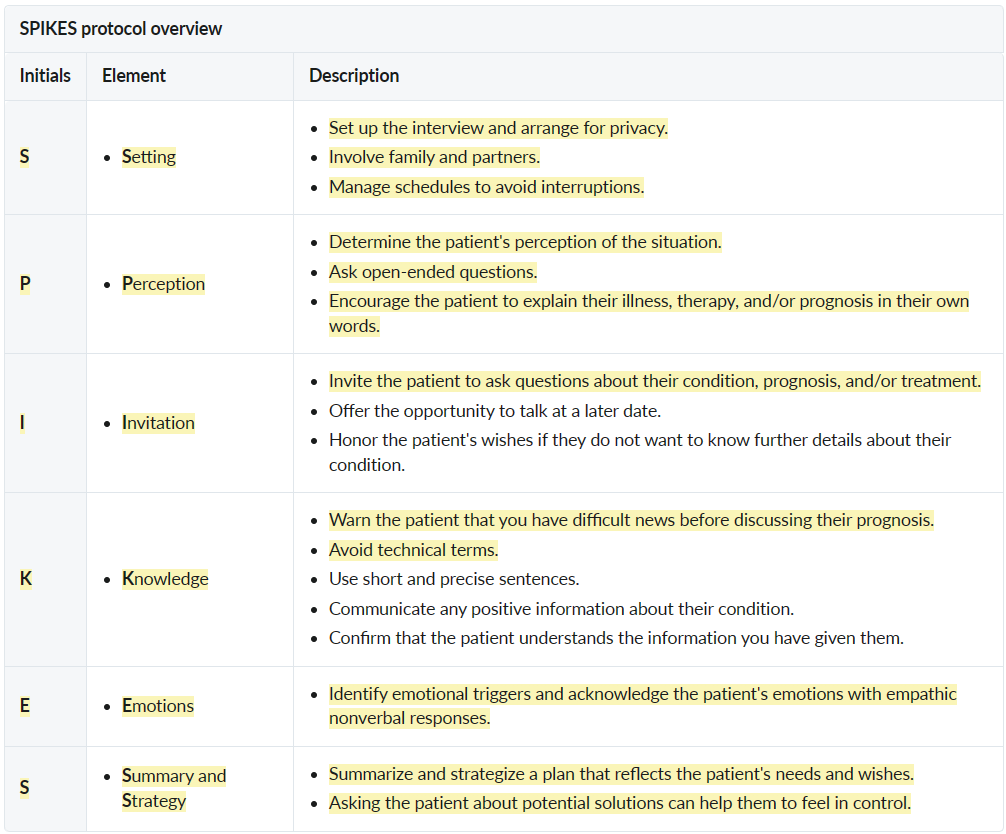 SPIKES protocol overview
Initials Element Description
S
• Setting
• Set up the interview and arrange for privacy.
• Involve family and partners.
• Manage schedules to avoid interruptions.
P
• Perception
• Determine the patient's perception of the situation.
• Ask open-ended questions.
• Encourage the patient to explain their illness, therapy, and/or prognosis in their own
words.
I
• Invitation
• Invite the patient to ask questions about their condition, prognosis, and/or treatment.
• Offer the opportunity to talk at a later date.
• Honor the patient's wishes if they do not want to know further details about their
condition.
K
• Knowledge
• Warn the patient that you have difficult news before discussing their prognosis.
• Avoid technical terms.
• Use short and precise sentences.
• Communicate any positive information about their condition.
• Confirm that the patient understands the information you have given them.
E
• Emotions
• Identify emotional triggers and acknowledge the patient's emotions with empathic
nonverbal responses.
S
• Summary and
Strategy
• Summarize and strategize a plan that reflects the patient's needs and wishes.
• Asking the patient about potential solutions can help them to feel in control.